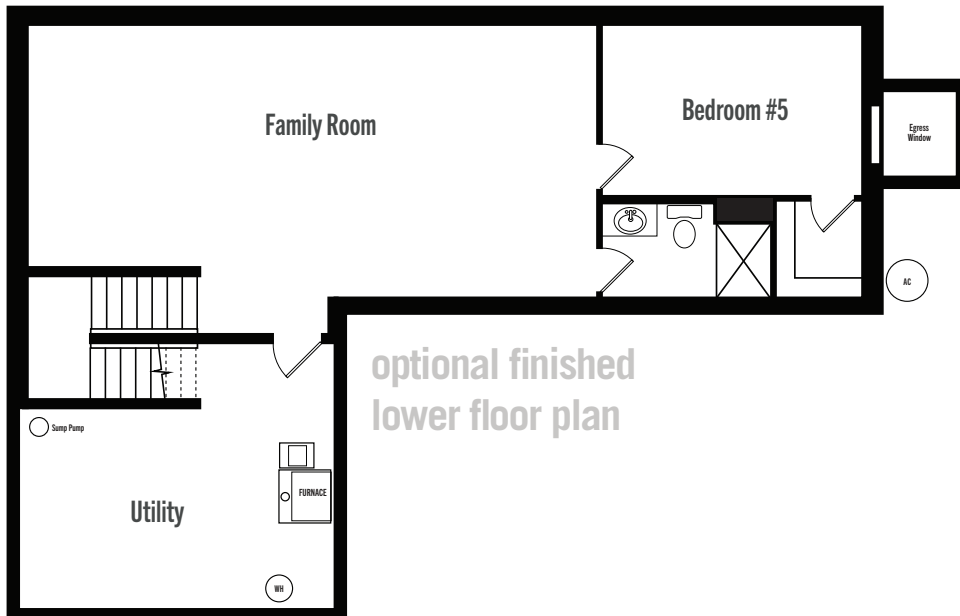 Family Room
Bedroom #5
Egress
Window
AC
optional finished
lower floor plan
Sump Pump
FURNACE
Utility
WH